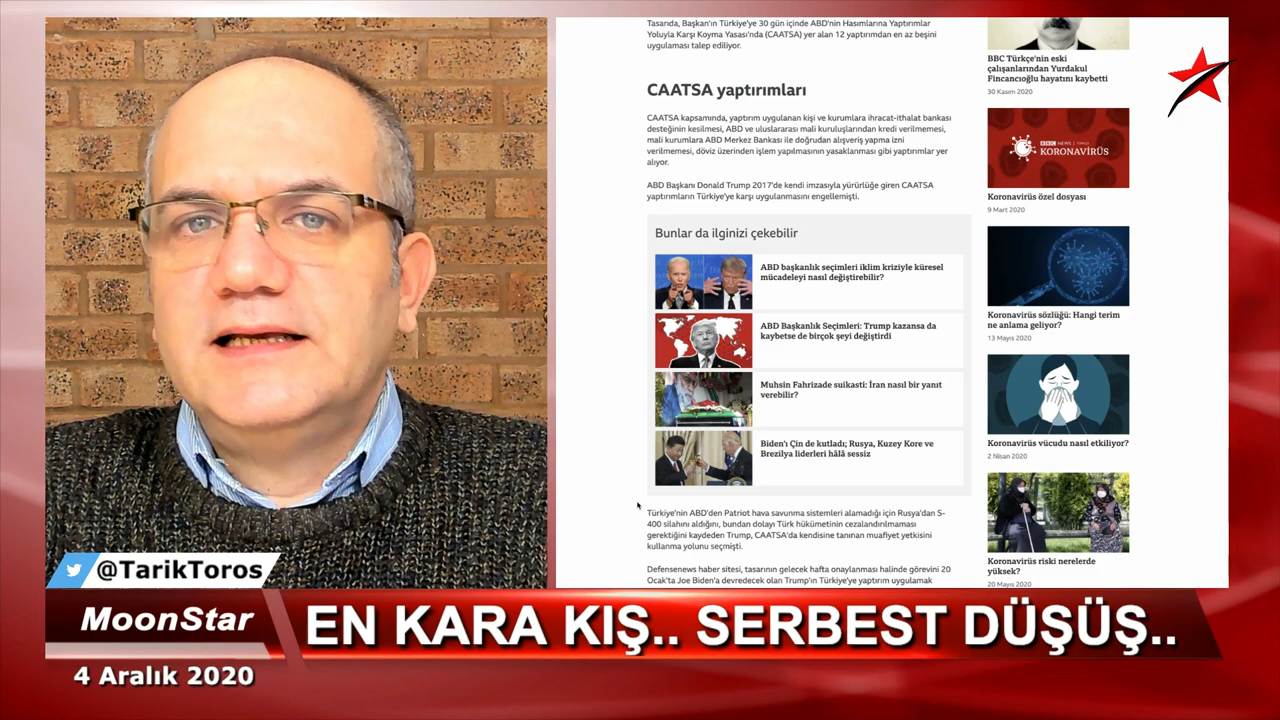 Tasarıda, Başkan'ın Türkiye'ye 30 gün içinde ABD'nin Hasımlarına Yaptırımlar
Yoluyla Karşı Koyma Yasası'nda (CAATSA) yer alan 12 yaptırımdan en az beşini
uygulaması talep ediliyor.
CAATSA yaptırımları
CAATSA kapsamında, yaptırım uygulanan kişi ve kurumlara ihracat-ithalat bankası
desteğinin kesilmesi, ABD ve uluslararası mali kuruluşlarından kredi verilmemesi,
mali kurumlara ABD Merkez Bankası ile doğrudan alışveriş yapma izni
verilmemesi, döviz üzerinden işlem yapılmasının yasaklanması gibi yaptırımlar yer
alıyor.
ABD Başkanı Donald Trump 2017'de kendi imzasıyla yürürlüğe giren CAATSA
yaptırımların Türkiye'ye karşı uygulanmasını engellemişti.
Bunlar da ilginizi çekebilir
ABD başkanlık seçimleri iklim kriziyle küresel
mücadeleyi nasıl değiştirebilir?
ABD Başkanlık Seçimleri: Trump kazansa da
kaybetse de birçok şeyi değiştirdi
Muhsin Fahrizade suikasti: İran nasıl bir yanıt
verebilir?
Biden'ı Çin de kutladı; Rusya, Kuzey Kore ve
Brezilya liderleri hâlâ sessiz
Türkiye'nin ABD'den Patriot hava savunma sistemleri alamadığı için Rusya'dan S-
400 silahını aldığını, bundan dolayı Türk hükümetinin cezalandırılmaması
gerektiğini kaydeden Trump, CAATSA'da kendisine tanınan muafiyet yetkisini
kullanma yolunu seçmişti.
Defensenews haber sitesi, tasarının gelecek hafta onaylanması halinde görevini 20
Ocak'ta Joe Biden'a devredecek olan Trump'ın Türkiye'ye yaptırım uygulamak
BBC Türkçe'nin eski
çalışanlarından Yurdakul
Fincancıoğlu hayatını kaybetti
30 Kasım 2020
BBC NEWS TÜRKÇE
KORONAVİRÜS
Koronavirüs özel dosyası
9 Mart 2020
Koronavirüs sözlüğü: Hangi terim
ne anlama geliyor?
13 Mayıs 2020
Koronavirüs vücudu nasıl etkiliyor?
2 Nisan 2020
Koronavirüs riski nerelerde
yüksek?
20 Mayıs 2020
@TarikToros
MoonStar
EN KARA KIŞ.. SERBEST DÜŞÜŞ..
4 Aralık 2020